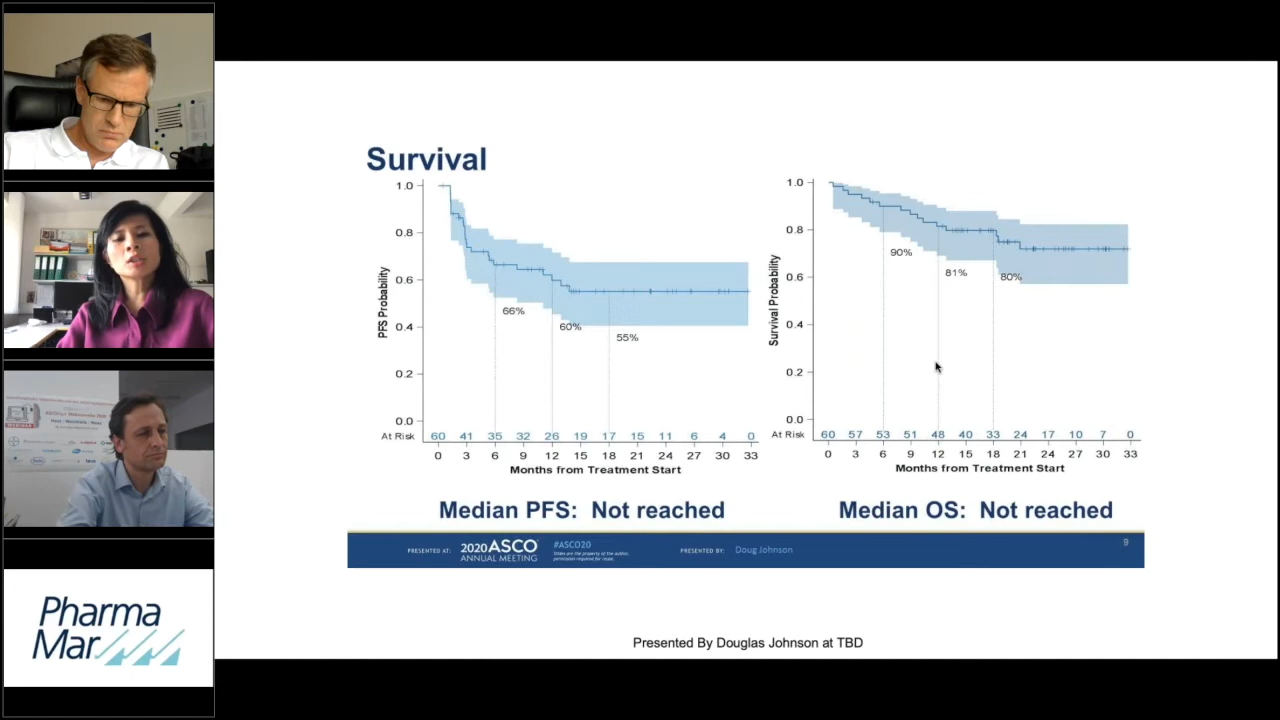 Survival
1.0
0.8
0.6
0.4
0.2
0.0
PFS Probability
66%
60%
55%
At Risk 60 41 35 32 26 19 17 15 11 6 4 0
0 3 6 9 12 15 18 21 24 27 30 33
Months from Treatment Start
Median PFS: Not reached
1.0
0.8
0.6
0.4
0.2
0.0
Survival Probability
90%
81%
80%
At Risk 60 57 53 51 48 40 33 24 17 10 7 0
0 3 6 9 12 15 18 21 24 27 30 33
Months from Treatment Start
Median OS: Not reached
PRESENTED AT:
2020 ASCO
ANNUAL MEETING
#ASCO20
Slides are the property of the author,
permission required for reuse.
PRESENTED BY: Doug Johnson
9
Presented By Douglas Johnson at TBD
Pharma
Mar